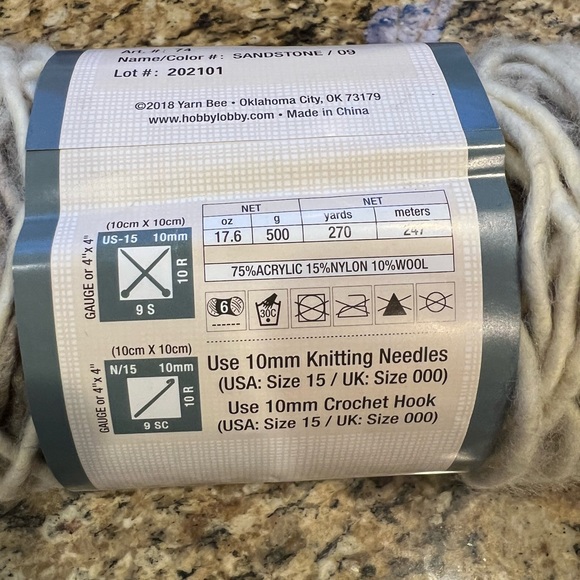 Art. #: 74
Name/Color #: SANDSTONE / 09
Lot #: 202101
©2018 Yarn Bee • Oklahoma City, OK 73179
www.hobbylobby.com • Made in China
(10cm X 10cm)
GAUGE or 4"x 4"
US-15 10mm
10 R
9 S
NET NET
oz g yards meters
17.6 500 270 247
75%ACRYLIC 15%NYLON 10%WOOL
6
30C
(10cm X 10cm)
GAUGE or 4"x 4"
N/15 10mm
10 R
9 SC
Use 10mm Knitting Needles
(USA: Size 15 / UK: Size 000)
Use 10mm Crochet Hook
(USA: Size 15 / UK: Size 000)